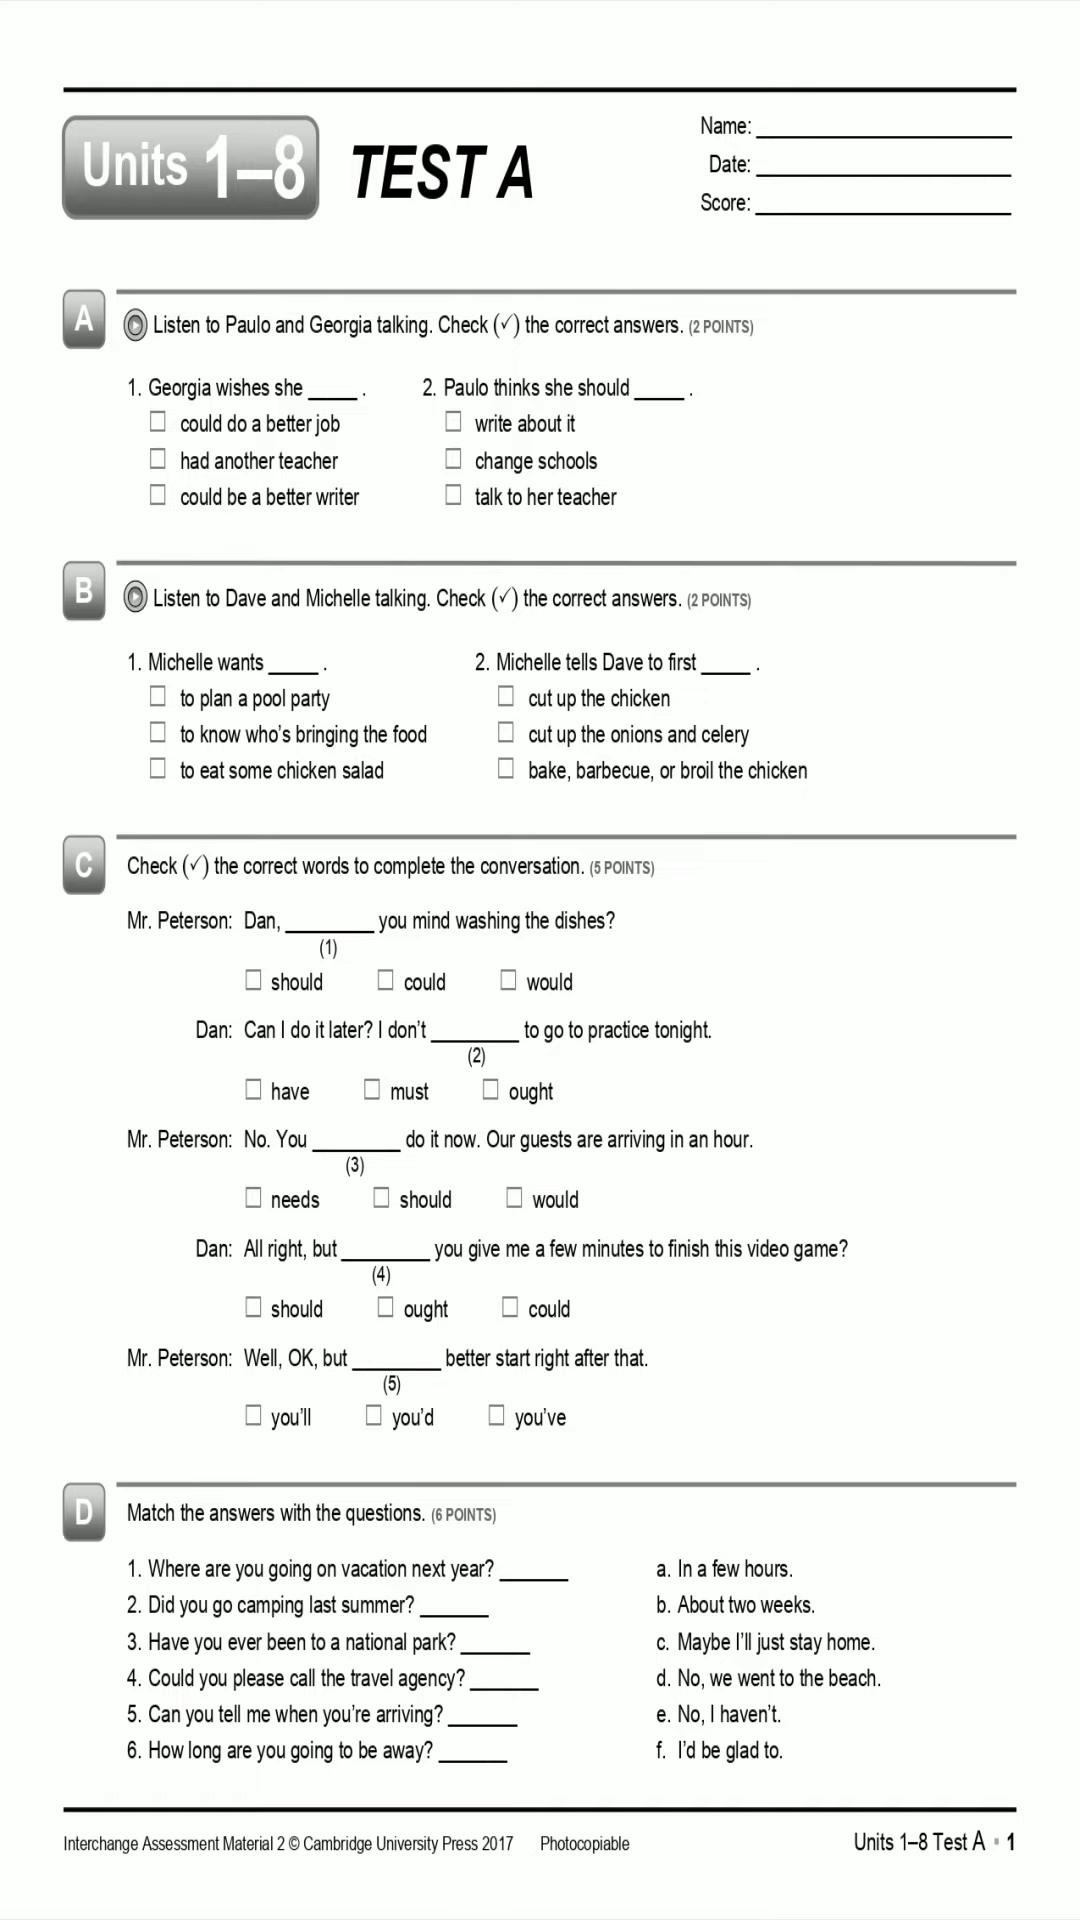 Units 1–8 TEST A
Name: ____
Date: ____
Score: ____
A
Listen to Paulo and Georgia talking. Check (✓) the correct answers. (2 POINTS)
1. Georgia wishes she _____ .
☐ could do a better job
☐ had another teacher
☐ could be a better writer
2. Paulo thinks she should _____ .
☐ write about it
☐ change schools
☐ talk to her teacher
B
Listen to Dave and Michelle talking. Check (✓) the correct answers. (2 POINTS)
1. Michelle wants _____ .
☐ to plan a pool party
☐ to know who’s bringing the food
☐ to eat some chicken salad
2. Michelle tells Dave to first _____ .
☐ cut up the chicken
☐ cut up the onions and celery
☐ bake, barbecue, or broil the chicken
C
Check (✓) the correct words to complete the conversation. (5 POINTS)
Mr. Peterson: Dan, _________ you mind washing the dishes?
(1)
☐ should ☐ could ☐ would
Dan: Can I do it later? I don’t _________ to go to practice tonight.
(2)
☐ have ☐ must ☐ ought
Mr. Peterson: No. You _________ do it now. Our guests are arriving in an hour.
(3)
☐ needs ☐ should ☐ would
Dan: All right, but _________ you give me a few minutes to finish this video game?
(4)
☐ should ☐ ought ☐ could
Mr. Peterson: Well, OK, but _________ better start right after that.
(5)
☐ you’ll ☐ you’d ☐ you’ve
D
Match the answers with the questions. (6 POINTS)
1. Where are you going on vacation next year? _______
2. Did you go camping last summer? _______
3. Have you ever been to a national park? _______
4. Could you please call the travel agency? _______
5. Can you tell me when you’re arriving? _______
6. How long are you going to be away? _______
a. In a few hours.
b. About two weeks.
c. Maybe I’ll just stay home.
d. No, we went to the beach.
e. No, I haven’t.
f. I’d be glad to.
Interchange Assessment Material 2 © Cambridge University Press 2017 Photocopiable
Units 1–8 Test A ▪ 1